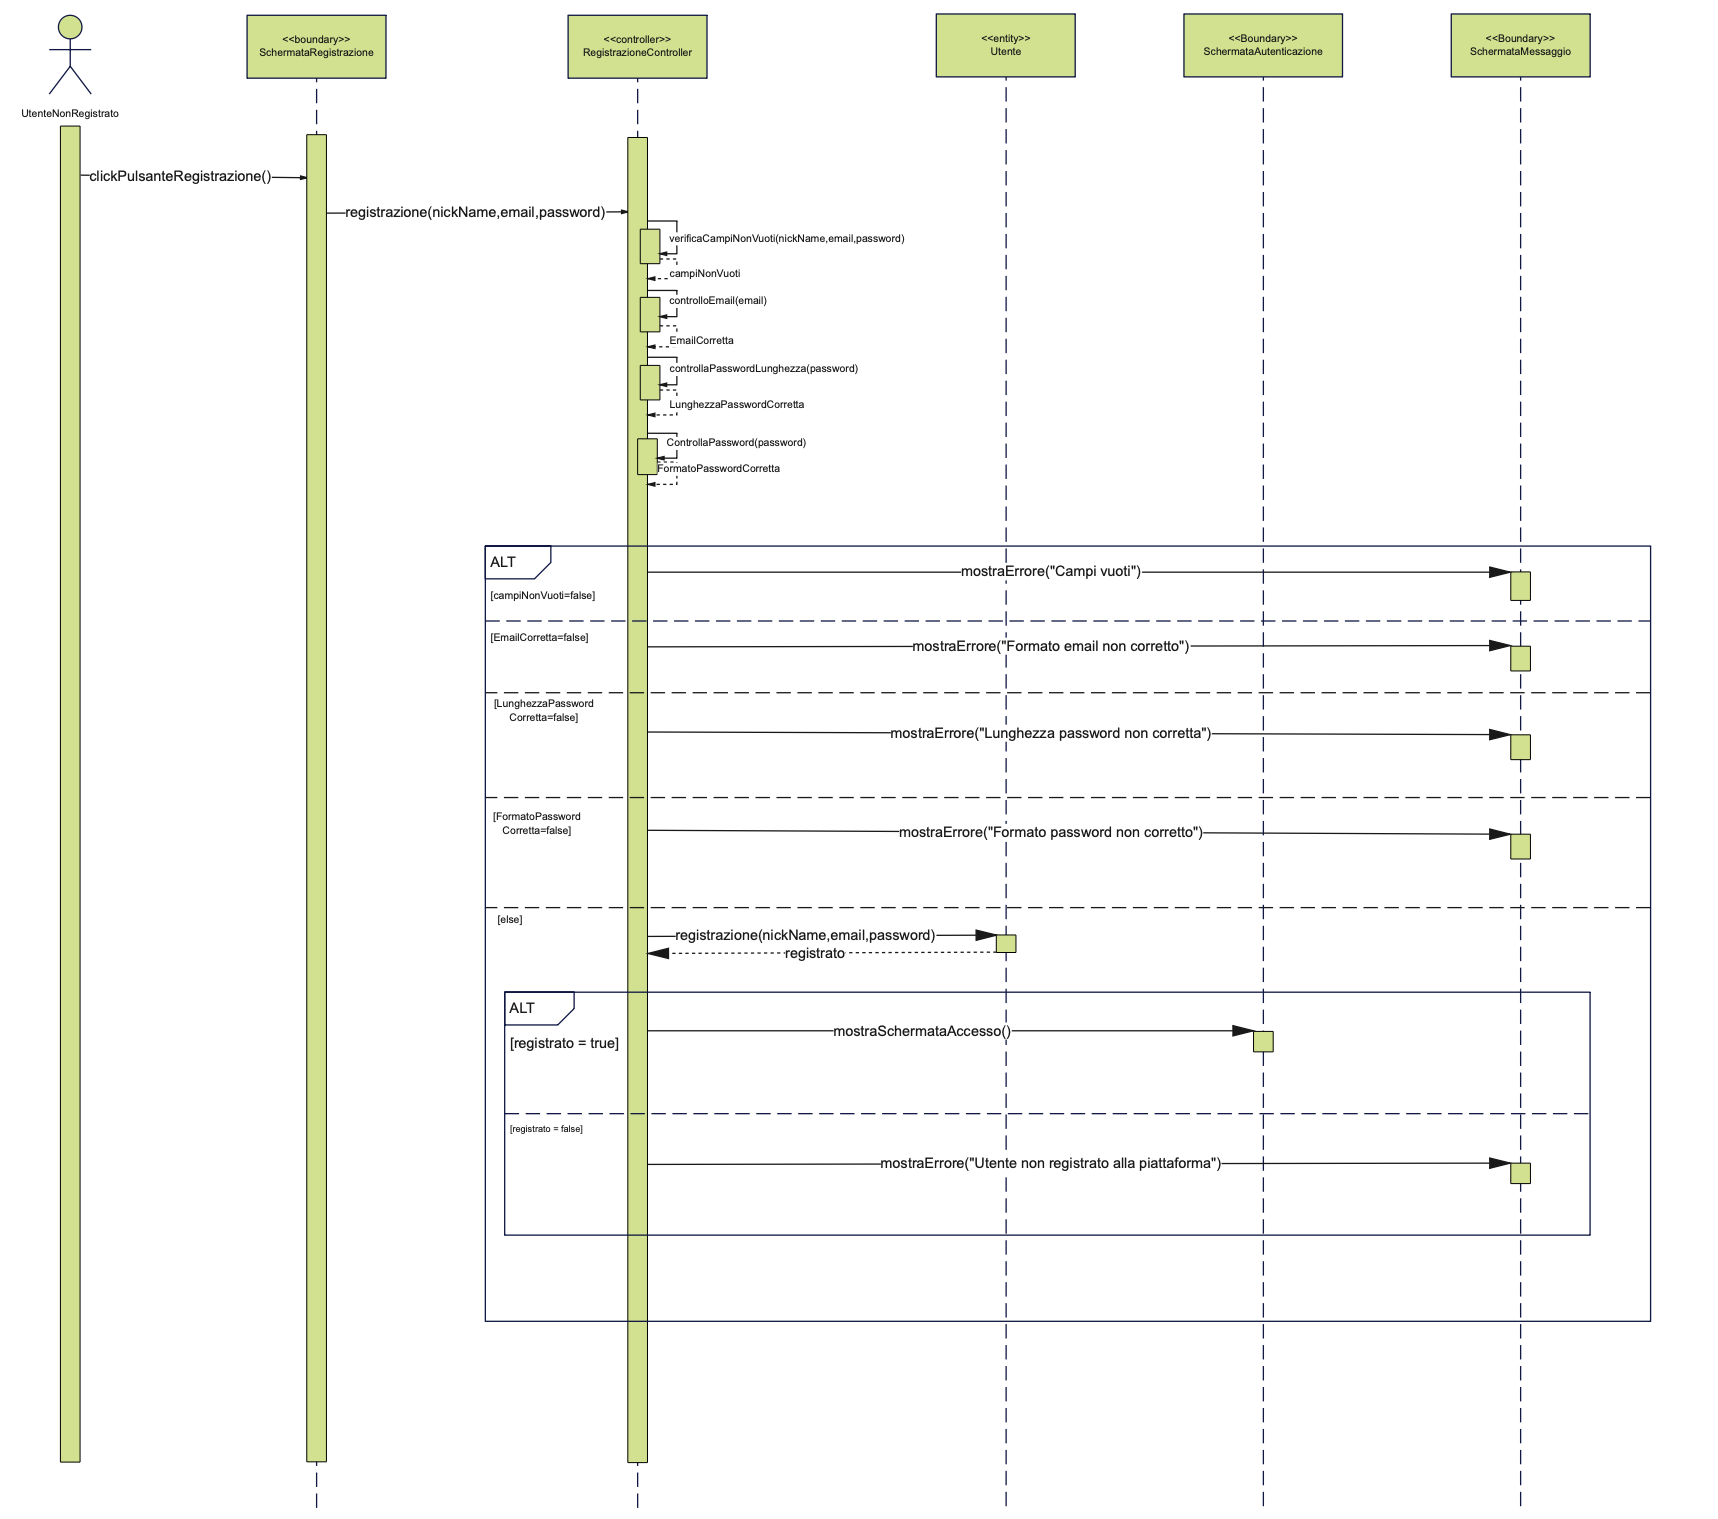 <<boundary>>
SchermataRegistrazione
<<controller>>
RegistrazioneController
<<entity>>
Utente
<<Boundary>>
SchermataAutenticazione
<<Boundary>>
SchermataMessaggio
UtenteNonRegistrato
clickPulsanteRegistrazione()
registrazione(nickName,email,password)
verificaCampiNonVuoti(nickName,email,password)
campiNonVuoti
controlloEmail(email)
EmailCorretta
controllaPasswordLunghezza(password)
LunghezzaPasswordCorretta
ControllaPassword(password)
FormatoPasswordCorretta
ALT
mostraErrore("Campi vuoti")
[campiNonVuoti=false]
[EmailCorretta=false]
mostraErrore("Formato email non corretto")
[LunghezzaPassword
Corretta=false]
mostraErrore("Lunghezza password non corretta")
[FormatoPassword
Corretta=false]
mostraErrore("Formato password non corretto")
[else]
registrazione(nickName,email,password)
registrato
ALT
mostraSchermataAccesso()
[registrato = true]
[registrato = false]
mostraErrore("Utente non registrato alla piattaforma")